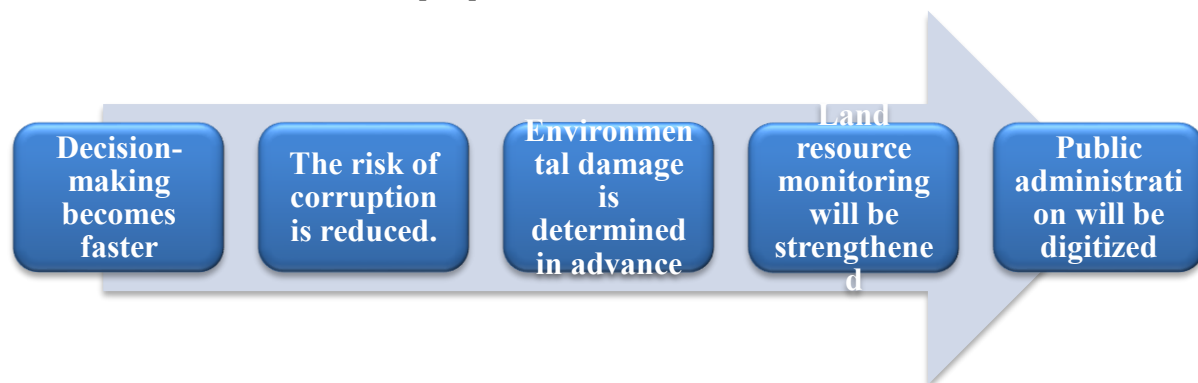 Decision-
making
becomes
faster
The risk of
corruption
is reduced.
Environmen
tal damage
is
determined
in advance
Land
resource
monitoring
will be
strengthene
d
Public
administrati
on will be
digitized